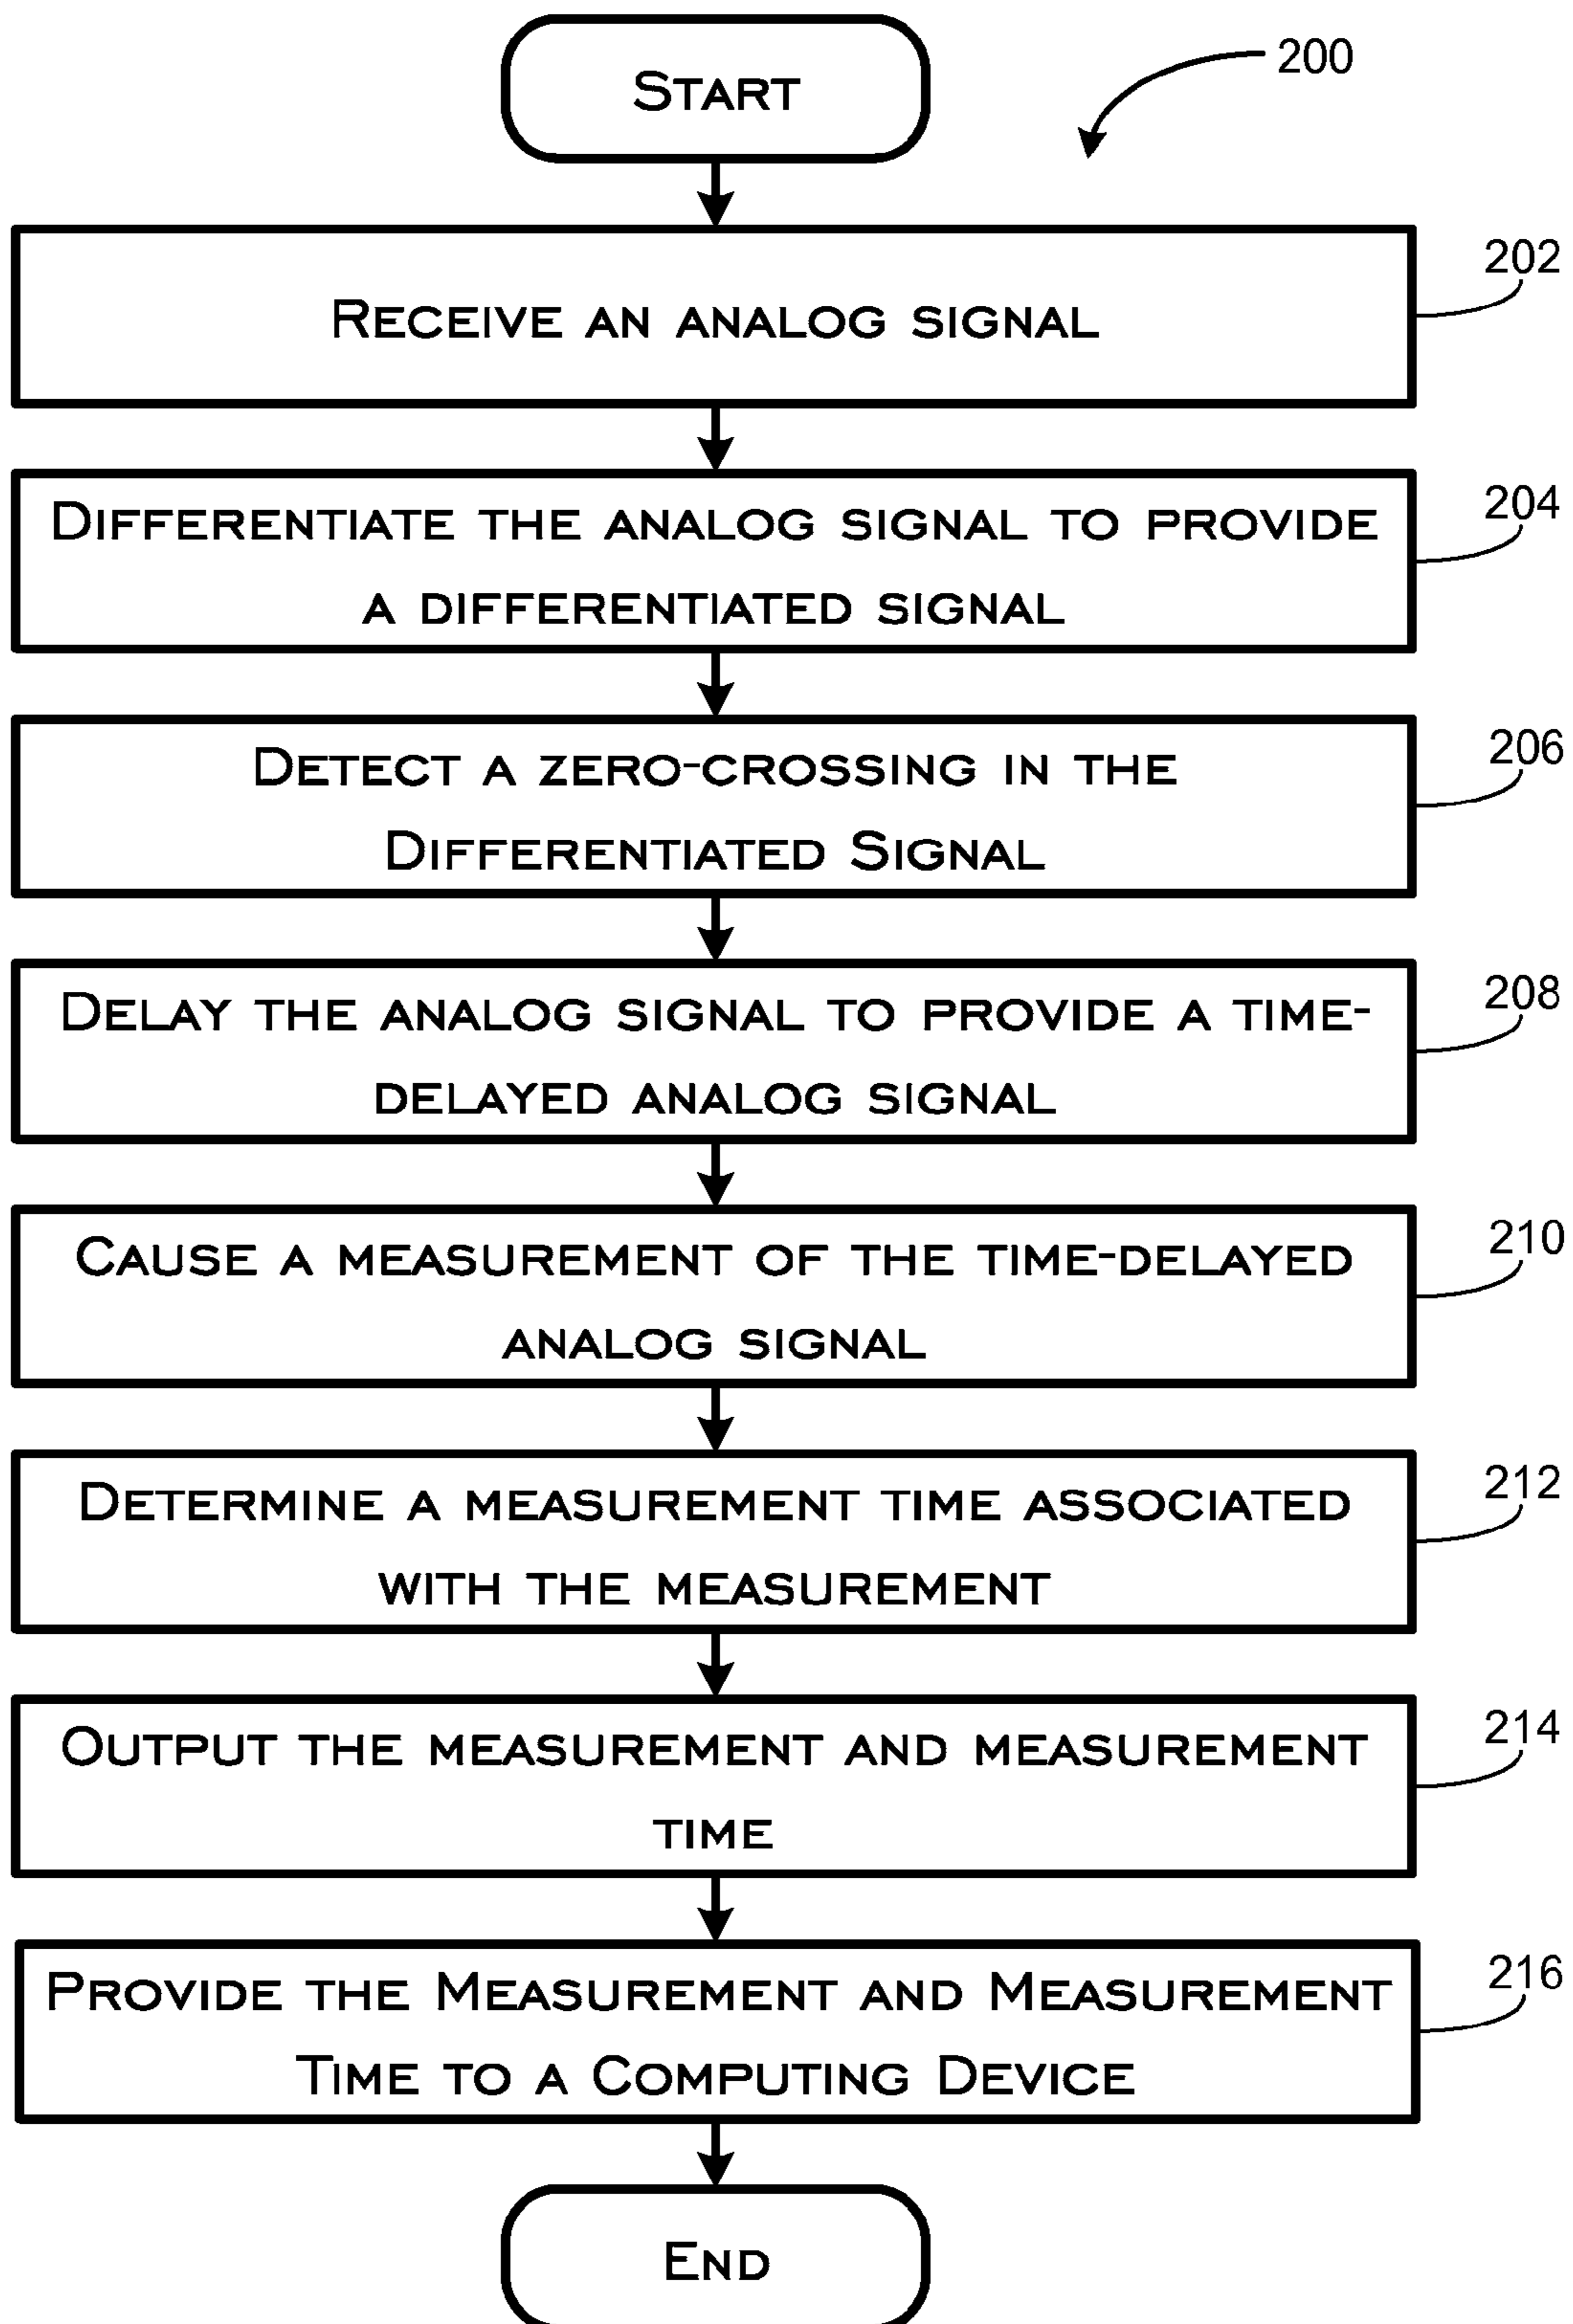 START
200
RECEIVE AN ANALOG SIGNAL
202
DIFFERENTIATE THE ANALOG SIGNAL TO PROVIDE
A DIFFERENTIATED SIGNAL
204
DETECT A ZERO-CROSSING IN THE
DIFFERENTIATED SIGNAL
206
DELAY THE ANALOG SIGNAL TO PROVIDE A TIME-
DELAYED ANALOG SIGNAL
208
CAUSE A MEASUREMENT OF THE TIME-DELAYED
ANALOG SIGNAL
210
DETERMINE A MEASUREMENT TIME ASSOCIATED
WITH THE MEASUREMENT
212
OUTPUT THE MEASUREMENT AND MEASUREMENT
TIME
214
PROVIDE THE MEASUREMENT AND MEASUREMENT
TIME TO A COMPUTING DEVICE
216
END